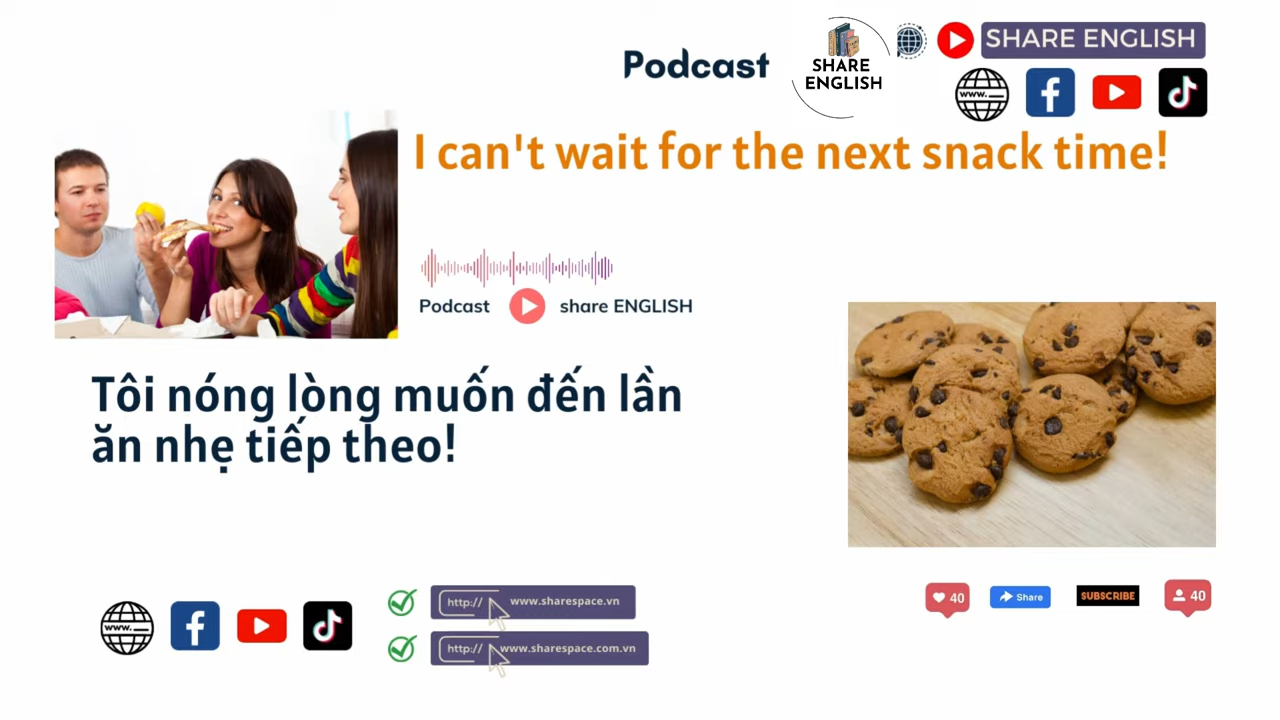 Podcast
SHARE
ENGLISH
SHARE ENGLISH
www.
I can't wait for the next snack time!
Podcast
share ENGLISH
Tôi nóng lòng muốn đến lần
ăn nhẹ tiếp theo!
www.
http://
www.sharespace.vn
http://
www.sharespace.com.vn
40
Share
SUBSCRIBE
40